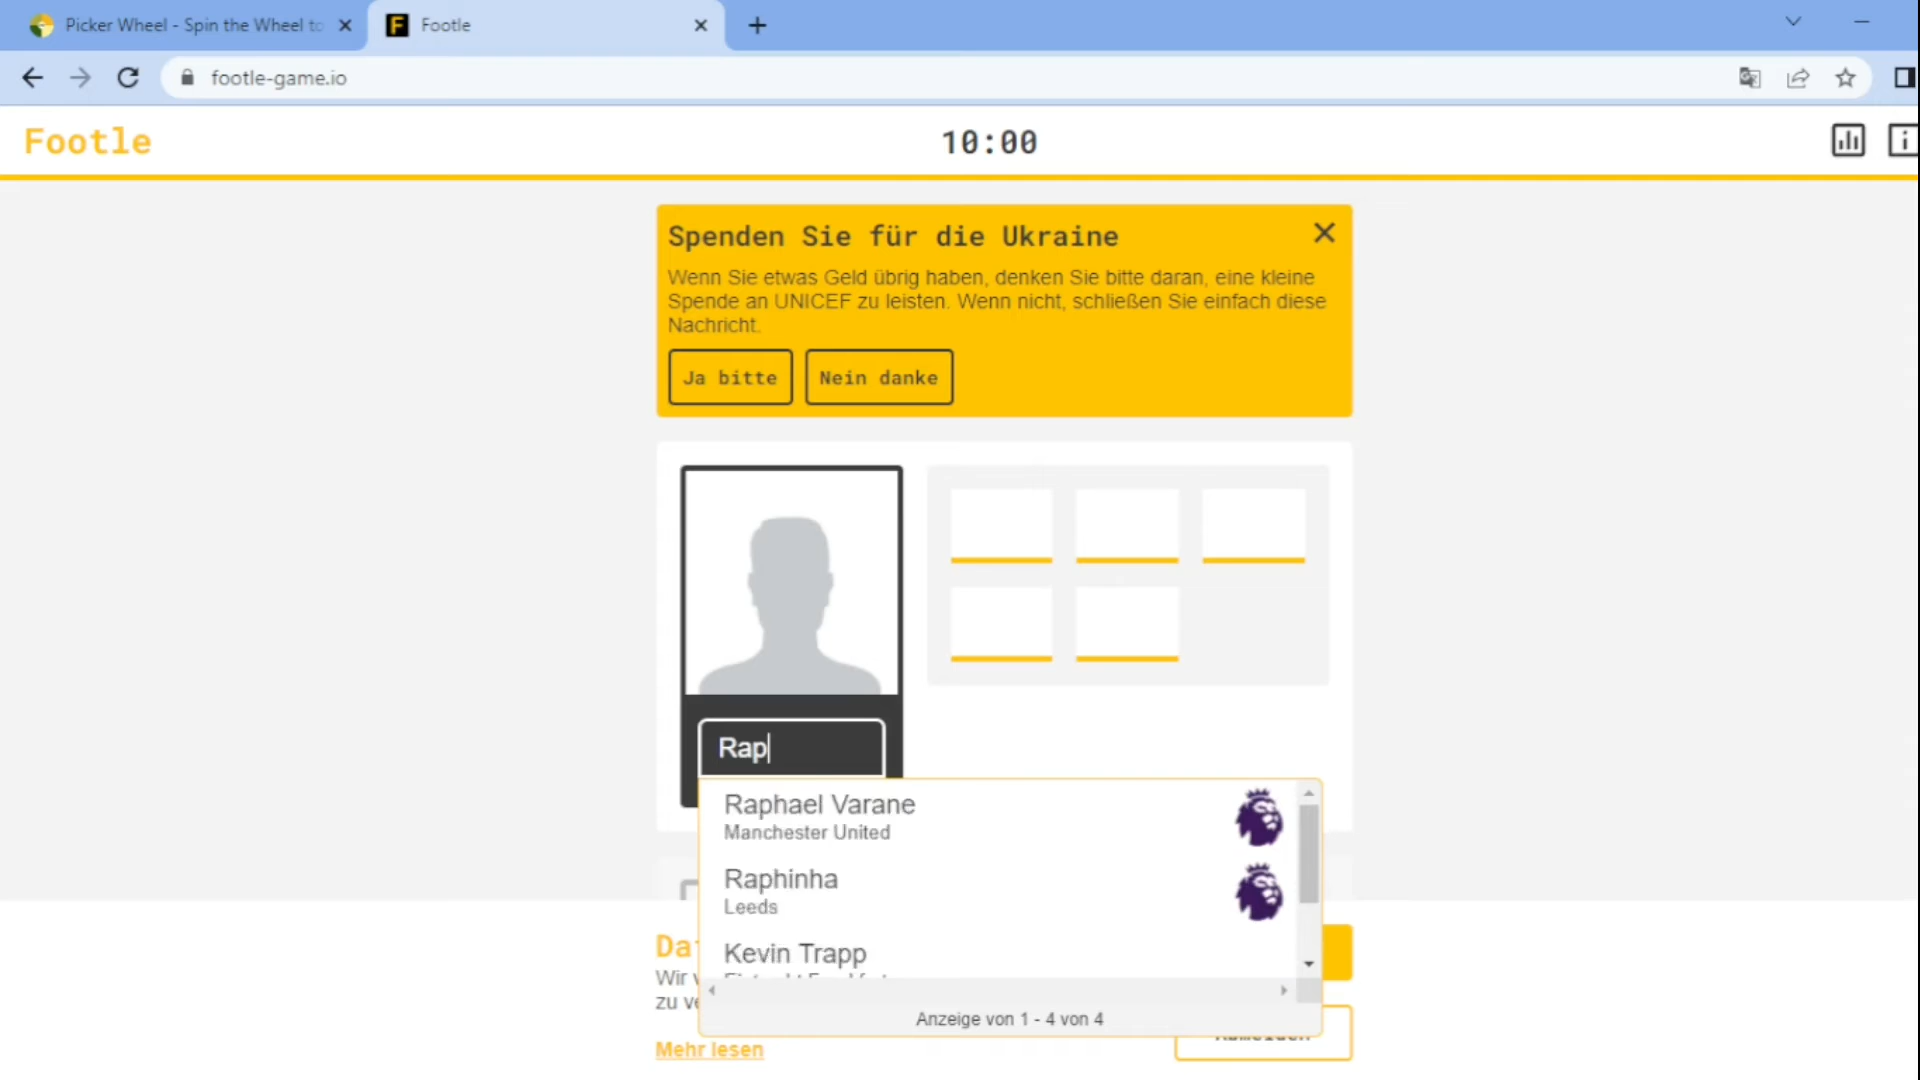 Picker Wheel - Spin the Wheel to
Footle
footle-game.io
Footle
10:00
Spenden Sie für die Ukraine
Wenn Sie etwas Geld übrig haben, denken Sie bitte daran, eine kleine
Spende an UNICEF zu leisten. Wenn nicht, schließen Sie einfach diese
Nachricht.
Ja bitte
Nein danke
Rap
Raphael Varane
Manchester United
Raphinha
Leeds
Kevin Trapp
Anzeige von 1 - 4 von 4
Wir
zu
Mehr lesen